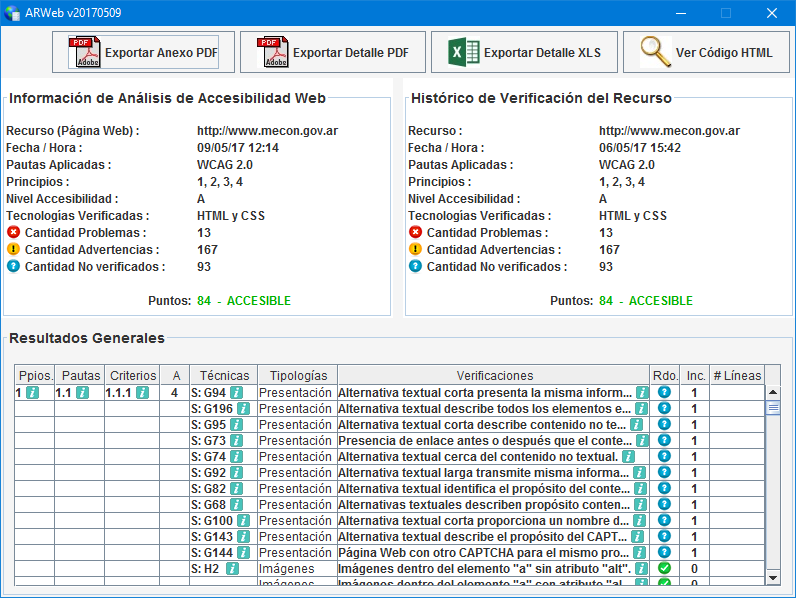 ARWeb v20170509
Exportar Anexo PDF Exportar Detalle PDF Exportar Detalle XLS Ver Código HTML
Información de Análisis de Accesibilidad Web
Recurso (Página Web) : http://www.mecon.gov.ar
Fecha / Hora : 09/05/17 12:14
Pautas Aplicadas : WCAG 2.0
Principios : 1, 2, 3, 4
Nivel Accesibilidad : A
Tecnologías Verificadas : HTML y CSS
Cantidad Problemas : 13
Cantidad Advertencias : 167
Cantidad No verificados : 93
Puntos: 84 - ACCESIBLE
Histórico de Verificación del Recurso
Recurso : http://www.mecon.gov.ar
Fecha / Hora : 06/05/17 15:42
Pautas Aplicadas : WCAG 2.0
Principios : 1, 2, 3, 4
Nivel Accesibilidad : A
Tecnologías Verificadas : HTML y CSS
Cantidad Problemas : 13
Cantidad Advertencias : 167
Cantidad No verificados : 93
Puntos: 84 - ACCESIBLE
Resultados Generales
Ppios. Pautas Criterios A Técnicas Tipologías Verificaciones Rdo. Inc. # Líneas
1 1.1 1.1.1 4 S: G94 Presentación Alternativa textual corta presenta la misma inform... 1
S: G196 Presentación Alternativa textual describe todos los elementos e... 1
S: G95 Presentación Alternativa textual corta describe contenido no te... 1
S: G73 Presentación Presencia de enlace antes o después que el conte... 1
S: G74 Presentación Alternativa textual cerca del contenido no textual. 1
S: G92 Presentación Alternativa textual larga transmite misma informa... 1
S: G82 Presentación Alternativa textual identifica el propósito del conte... 1
S: G68 Presentación Alternativas textuales describen propósito conten... 1
S: G100 Presentación Alternativa textual corta proporciona un nombre d... 1
S: G143 Presentación Alternativa textual describe el propósito del CAPT... 1
S: G144 Presentación Página Web con otro CAPTCHA para el mismo pro... 1
S: H2 Imágenes Imágenes dentro del elemento "a" sin atributo "alt". 0
Imágenes Imágenes dentro del elemento "a" con atributo "al... 0